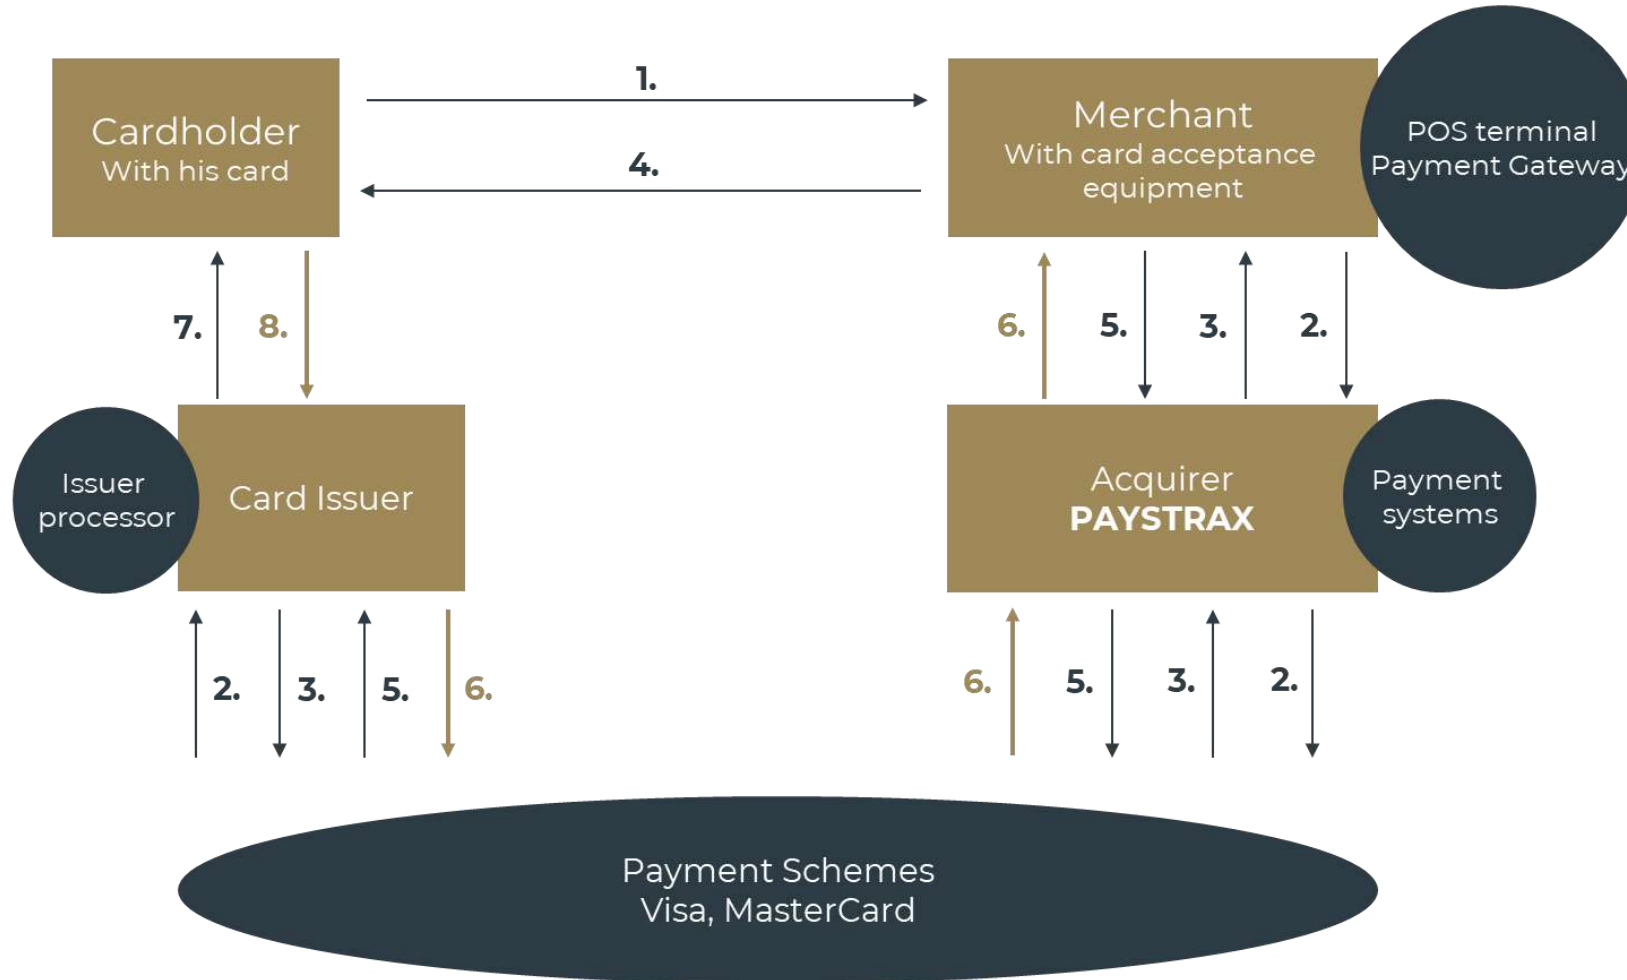 1.
Cardholder
With his card
Merchant
With card acceptance
equipment
POS terminal
Payment Gateway
4.
7.
8.
6.
5.
3.
2.
Issuer
processor
Card Issuer
Acquirer
PAYSTRAX
Payment
systems
2.
3.
5.
6.
6.
5.
3.
2.
Payment Schemes
Visa, MasterCard